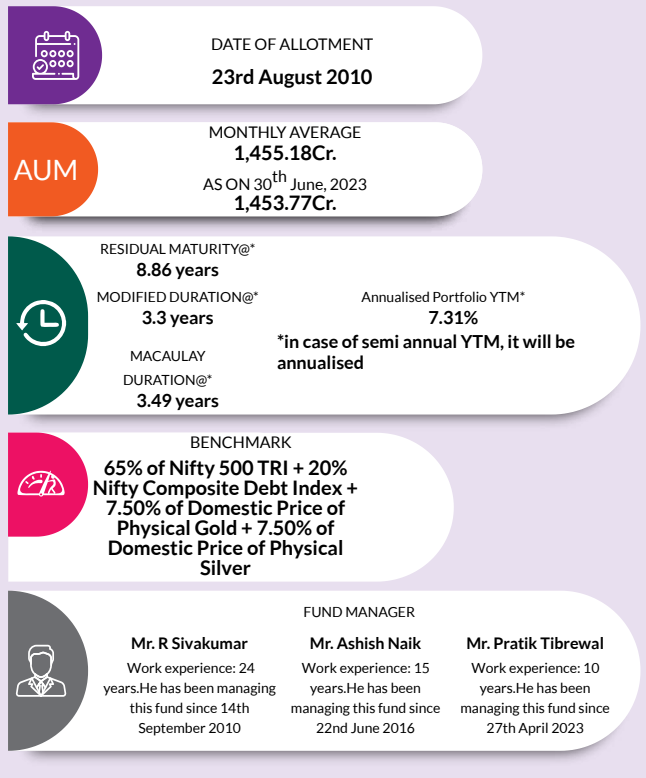 DATE OF ALLOTMENT
23rd August 2010
AUM
MONTHLY AVERAGE
1,455.18Cr.
AS ON 30th June, 2023
1,453.77Cr.
RESIDUAL MATURITY@*
8.86 years
MODIFIED DURATION@*
3.3 years
MACAULAY
DURATION@*
3.49 years
Annualised Portfolio YTM*
7.31%
*in case of semi annual YTM, it will be
annualised
BENCHMARK
65% of Nifty 500 TRI + 20%
Nifty Composite Debt Index +
7.50% of Domestic Price of
Physical Gold + 7.50% of
Domestic Price of Physical
Silver
FUND MANAGER
Mr. R Sivakumar
Work experience: 24
years.He has been managing
this fund since 14th
September 2010
Mr. Ashish Naik
Work experience: 15
years.He has been
managing this fund since
22nd June 2016
Mr. Pratik Tibrewal
Work experience: 10
years.He has been
managing this fund since
27th April 2023